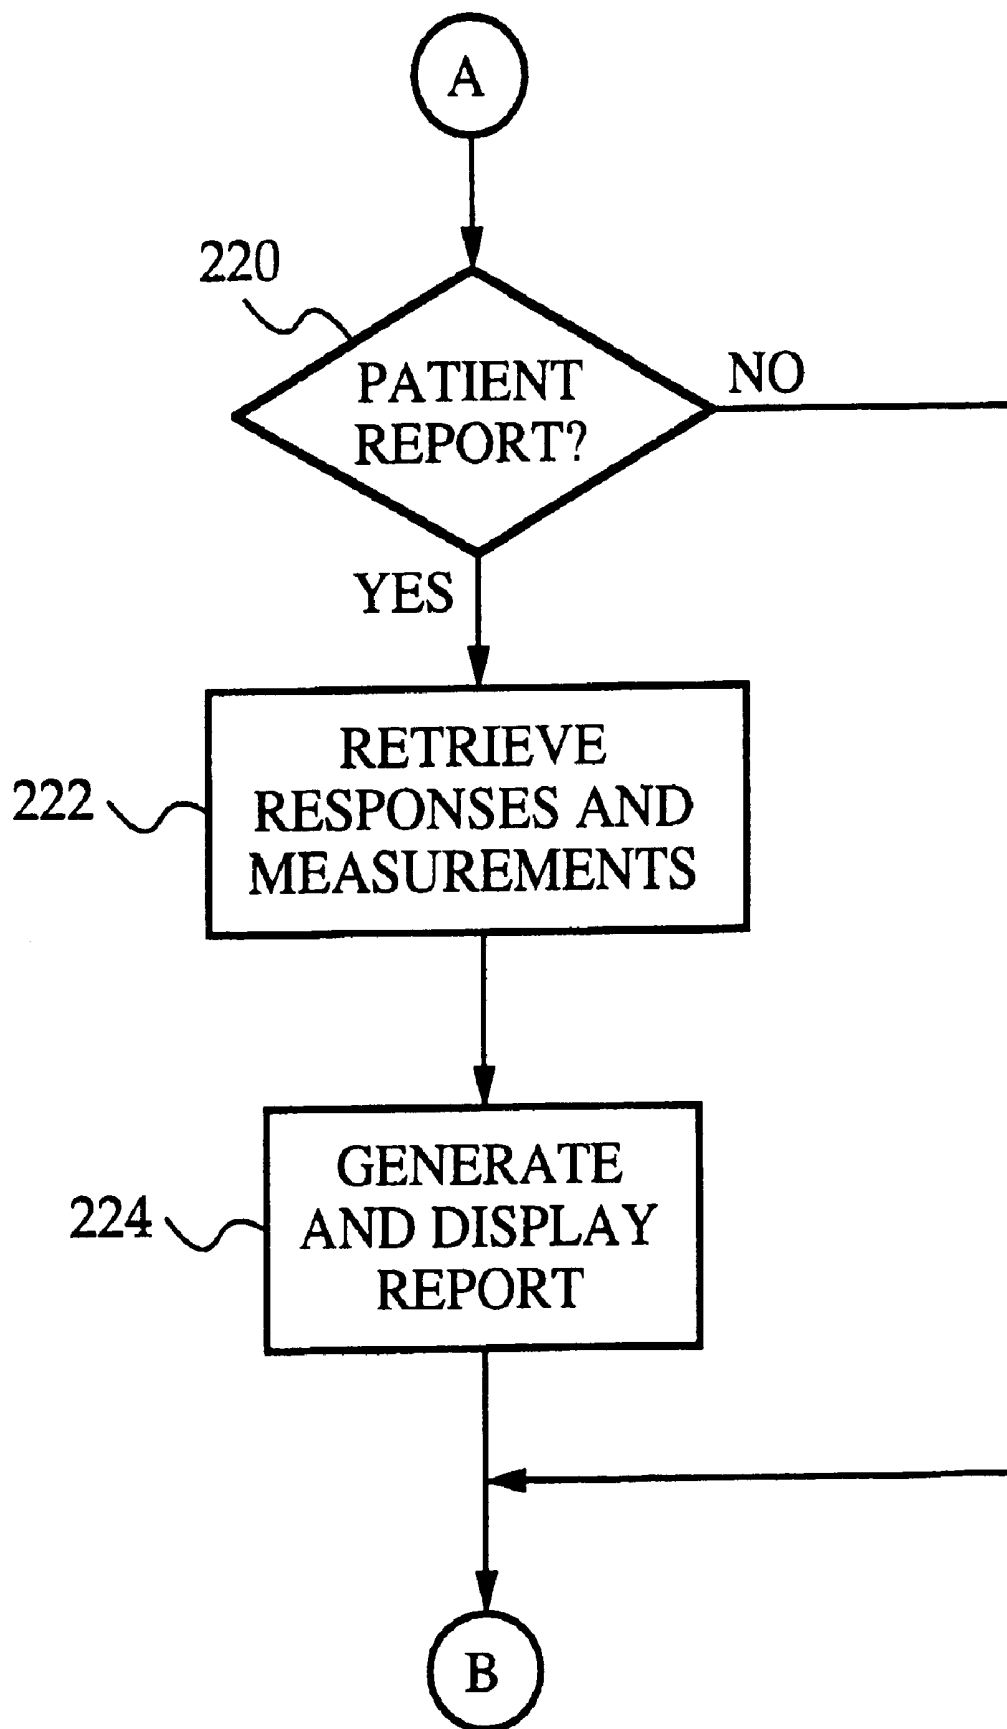 A
220
PATIENT
REPORT?
NO
YES
222
RETRIEVE
RESPONSES AND
MEASUREMENTS
224
GENERATE
AND DISPLAY
REPORT
B